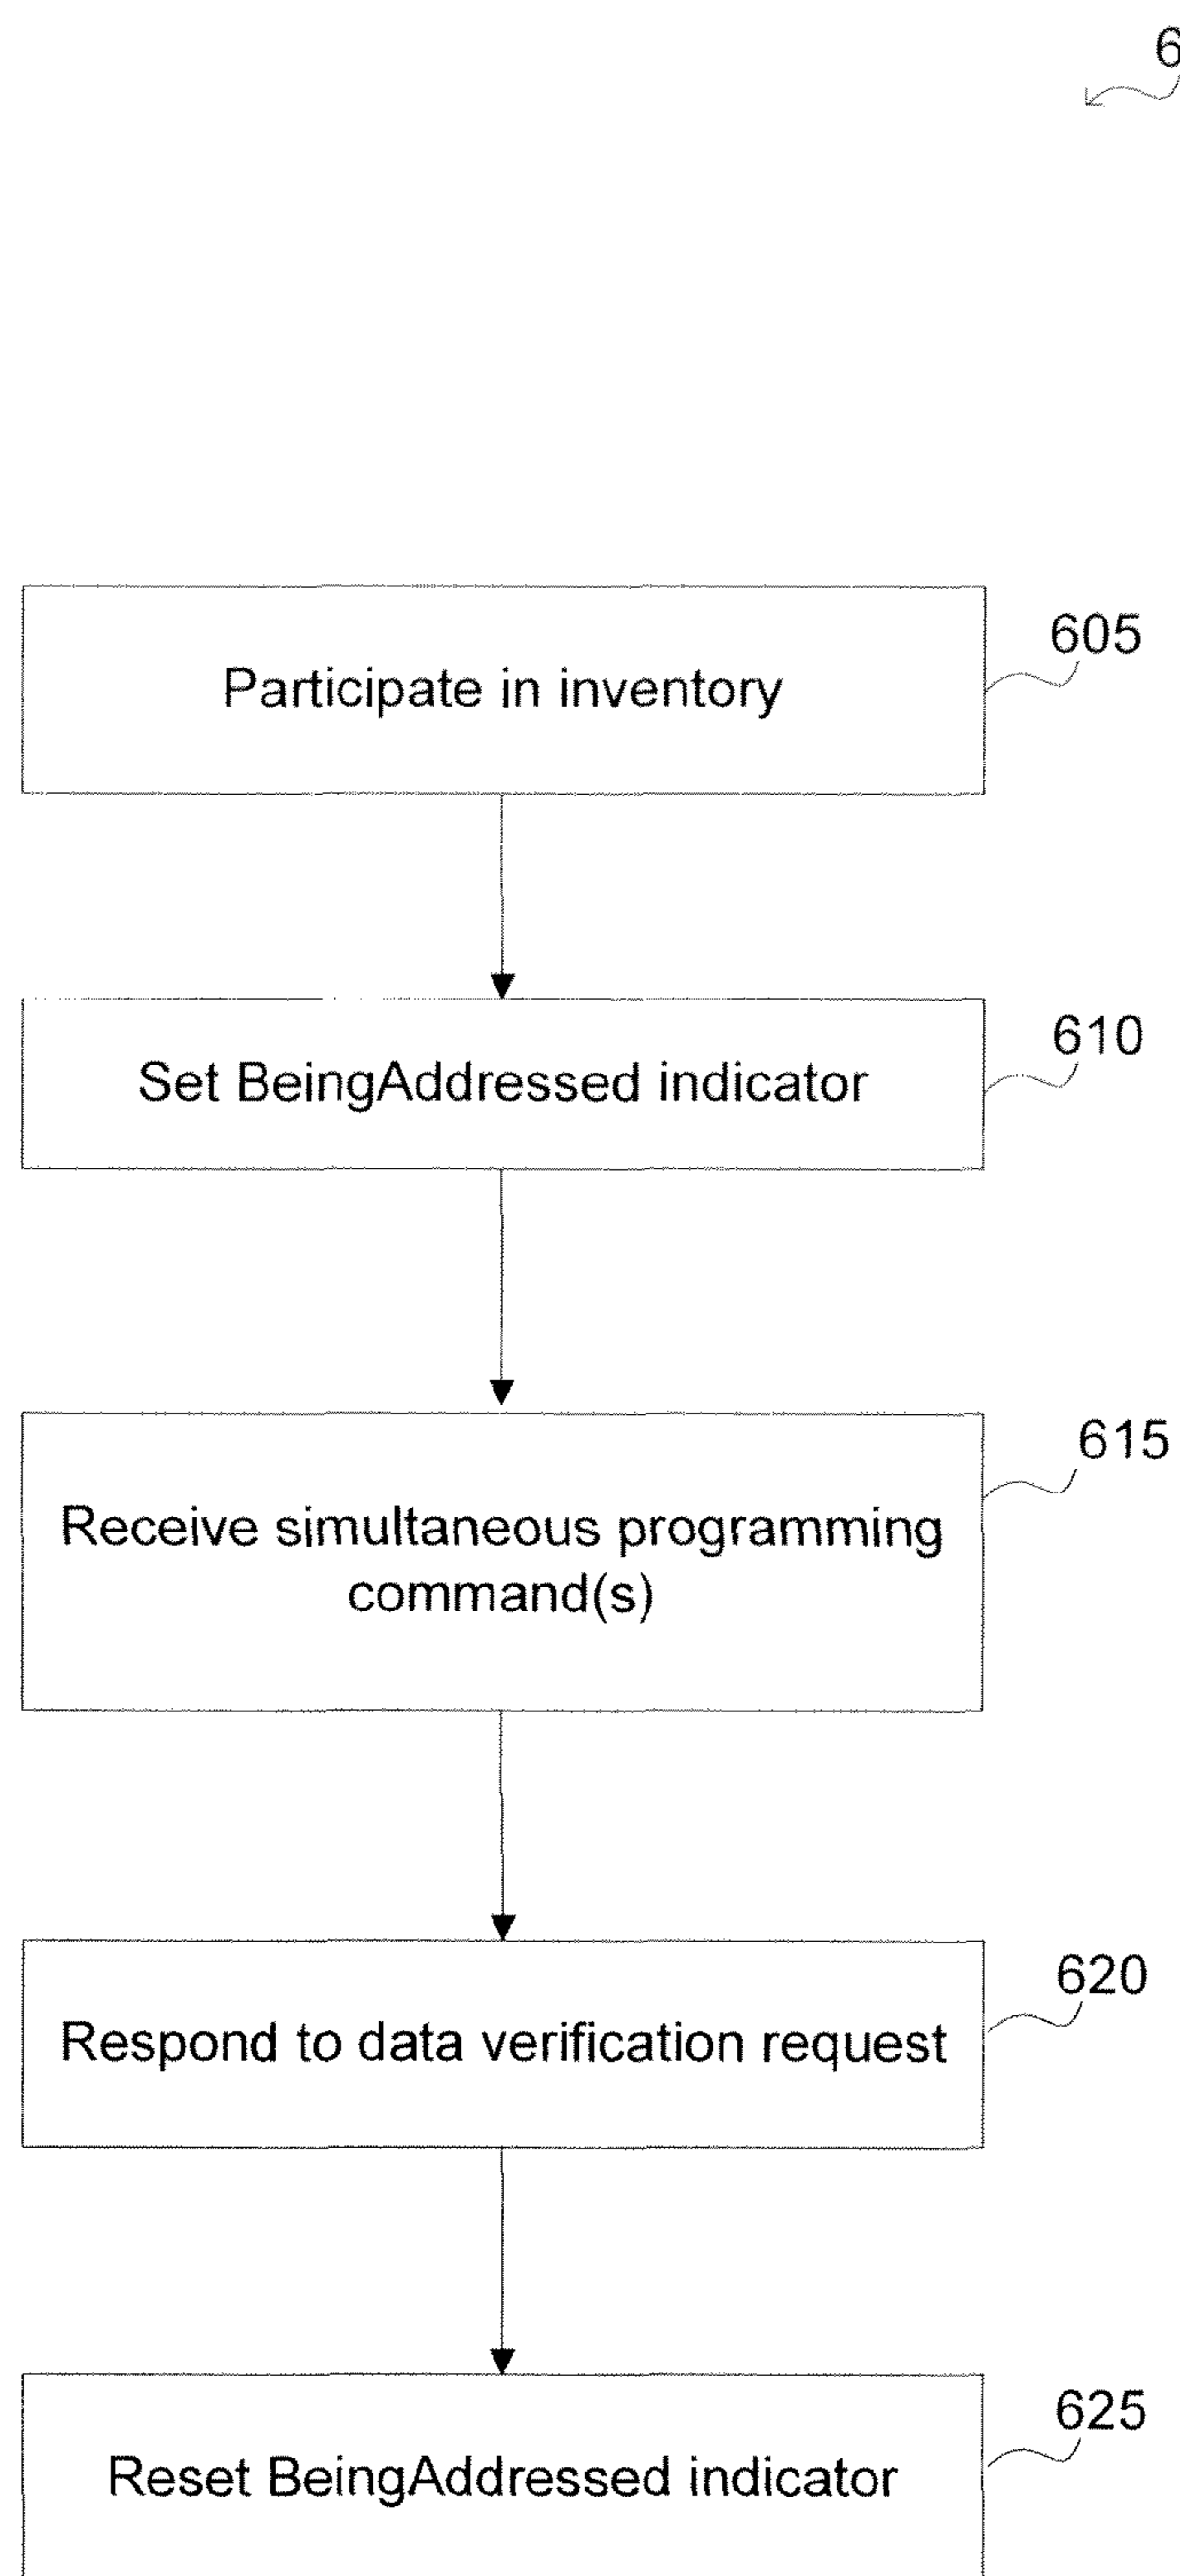 6
605
Participate in inventory
610
Set BeingAddressed indicator
615
Receive simultaneous programming
command(s)
620
Respond to data verification request
625
Reset BeingAddressed indicator